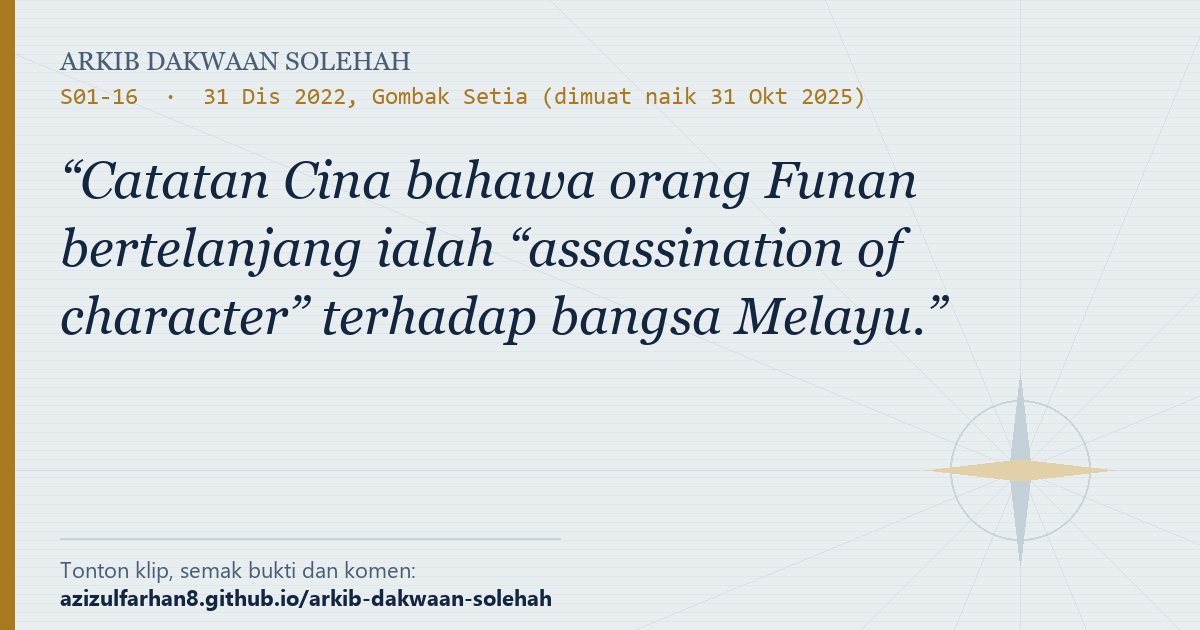 ARKIB DAKWAAN SOLEHAH
S01-16 · 31 Dis 2022, Gombak Setia (dimuat naik 31 Okt 2025)
“Catatan Cina bahawa orang Funan
bertelanjang ialah “assassination of
character” terhadap bangsa Melayu.”
Tonton klip, semak bukti dan komen:
azizulfarhan8.github.io/arkib-dakwaan-solehah